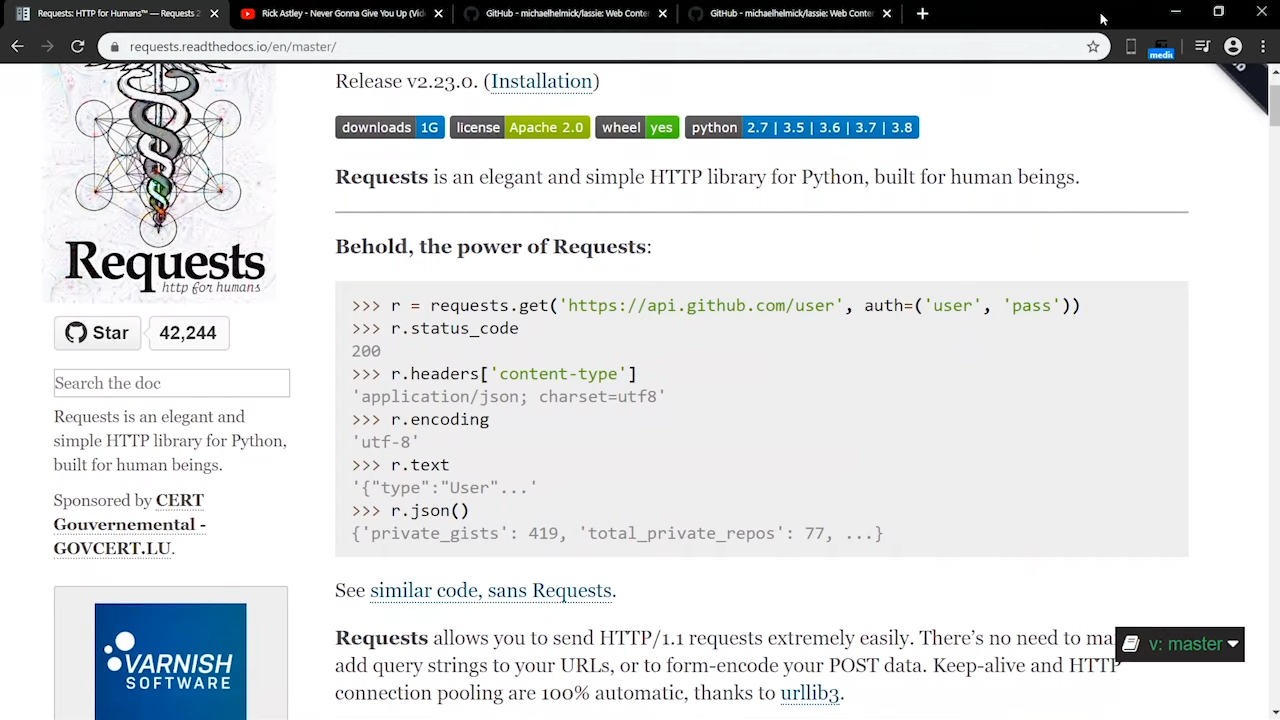 Requests: HTTP for Humans™ — Requests 2
Rick Astley - Never Gonna Give You Up (Vi
GitHub - michaelhelmick/lassie: Web Conte
GitHub - michaelhelmick/lassie: Web Conte
requests.readthedocs.io/en/master/
medi
Requests
http for humans
Star
42,244
Search the doc
Requests is an elegant and
simple HTTP library for Python,
built for human beings.
Sponsored by CERT
Gouvernemental -
GOVCERT.LU.
VARNISH
SOFTWARE
Release v2.23.0. (Installation)
downloads 1G license Apache 2.0 wheel yes python 2.7 | 3.5 | 3.6 | 3.7 | 3.8
Requests is an elegant and simple HTTP library for Python, built for human beings.
Behold, the power of Requests:
>>> r = requests.get('https://api.github.com/user', auth=('user', 'pass'))
>>> r.status_code
200
>>> r.headers['content-type']
'application/json; charset=utf8'
>>> r.encoding
'utf-8'
>>> r.text
'{"type":"User"...'
>>> r.json()
{'private_gists': 419, 'total_private_repos': 77, ...}
See similar code, sans Requests.
Requests allows you to send HTTP/1.1 requests extremely easily. There’s no need to ma
add query strings to your URLs, or to form-encode your POST data. Keep-alive and HTTP
connection pooling are 100% automatic, thanks to urllib3.
v: master